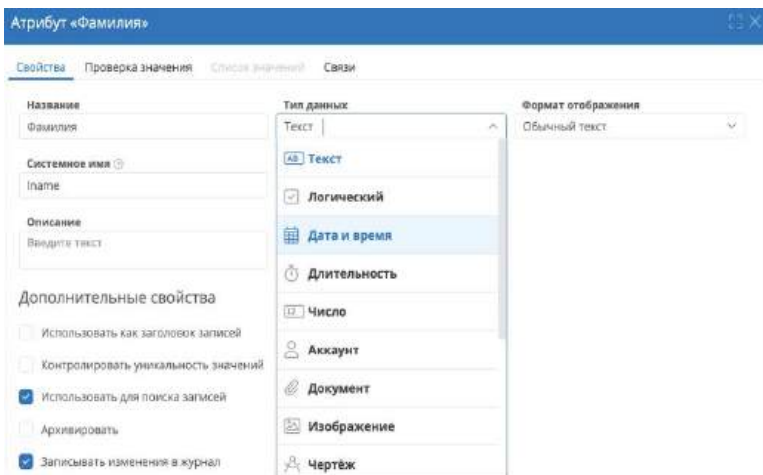 Атрибут «Фамилия»
Свойства Проверка значения Список значений Связи
Название
Фамилия
Системное имя
lname
Описание
Введите текст
Дополнительные свойства
Использовать как заголовок записей
Контролировать уникальность значений
Использовать для поиска записей
Архивировать
Записывать изменения в журнал
Тип данных
Текст
Текст
Логический
Дата и время
Длительность
Число
Аккаунт
Документ
Изображение
Чертёж
Формат отображения
Обычный текст